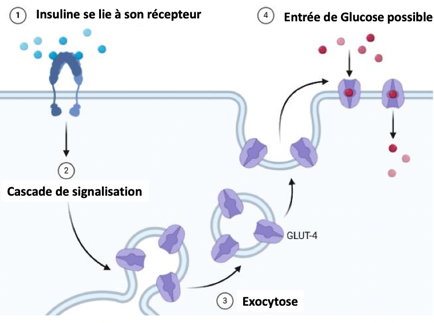 1 Insuline se lie à son récepteur
4 Entrée de Glucose possible
2
Cascade de signalisation
GLUT-4
3 Exocytose